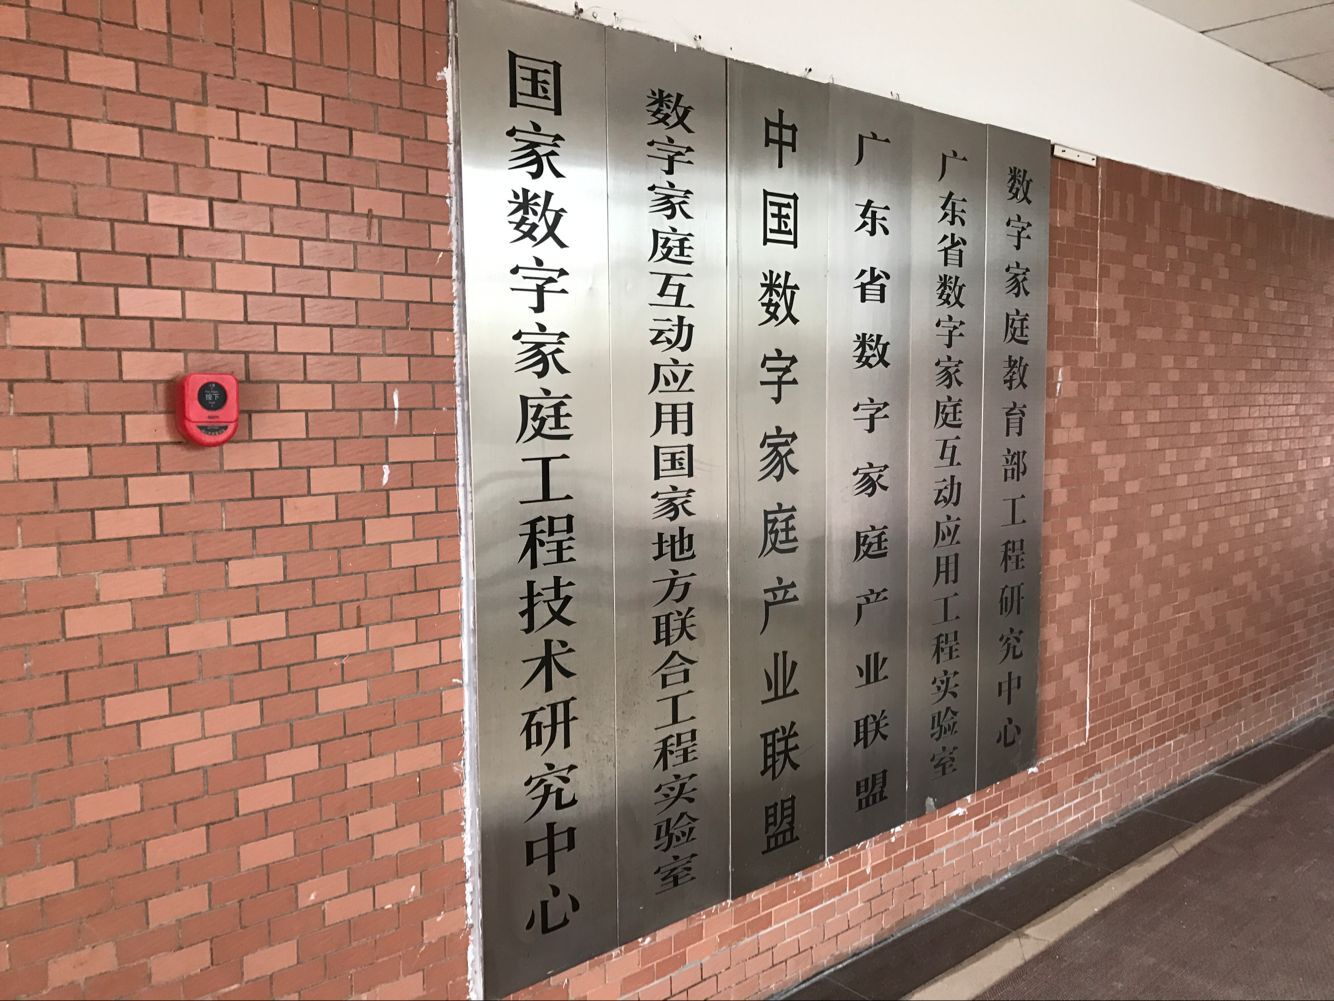 国家数字家庭工程技术研究中心
数字家庭互动应用国家地方联合工程实验室
中国数字家庭产业联盟
广东省数字家庭产业联盟
广东省数字家庭互动应用工程实验室
数字家庭教育部工程研究中心
按下